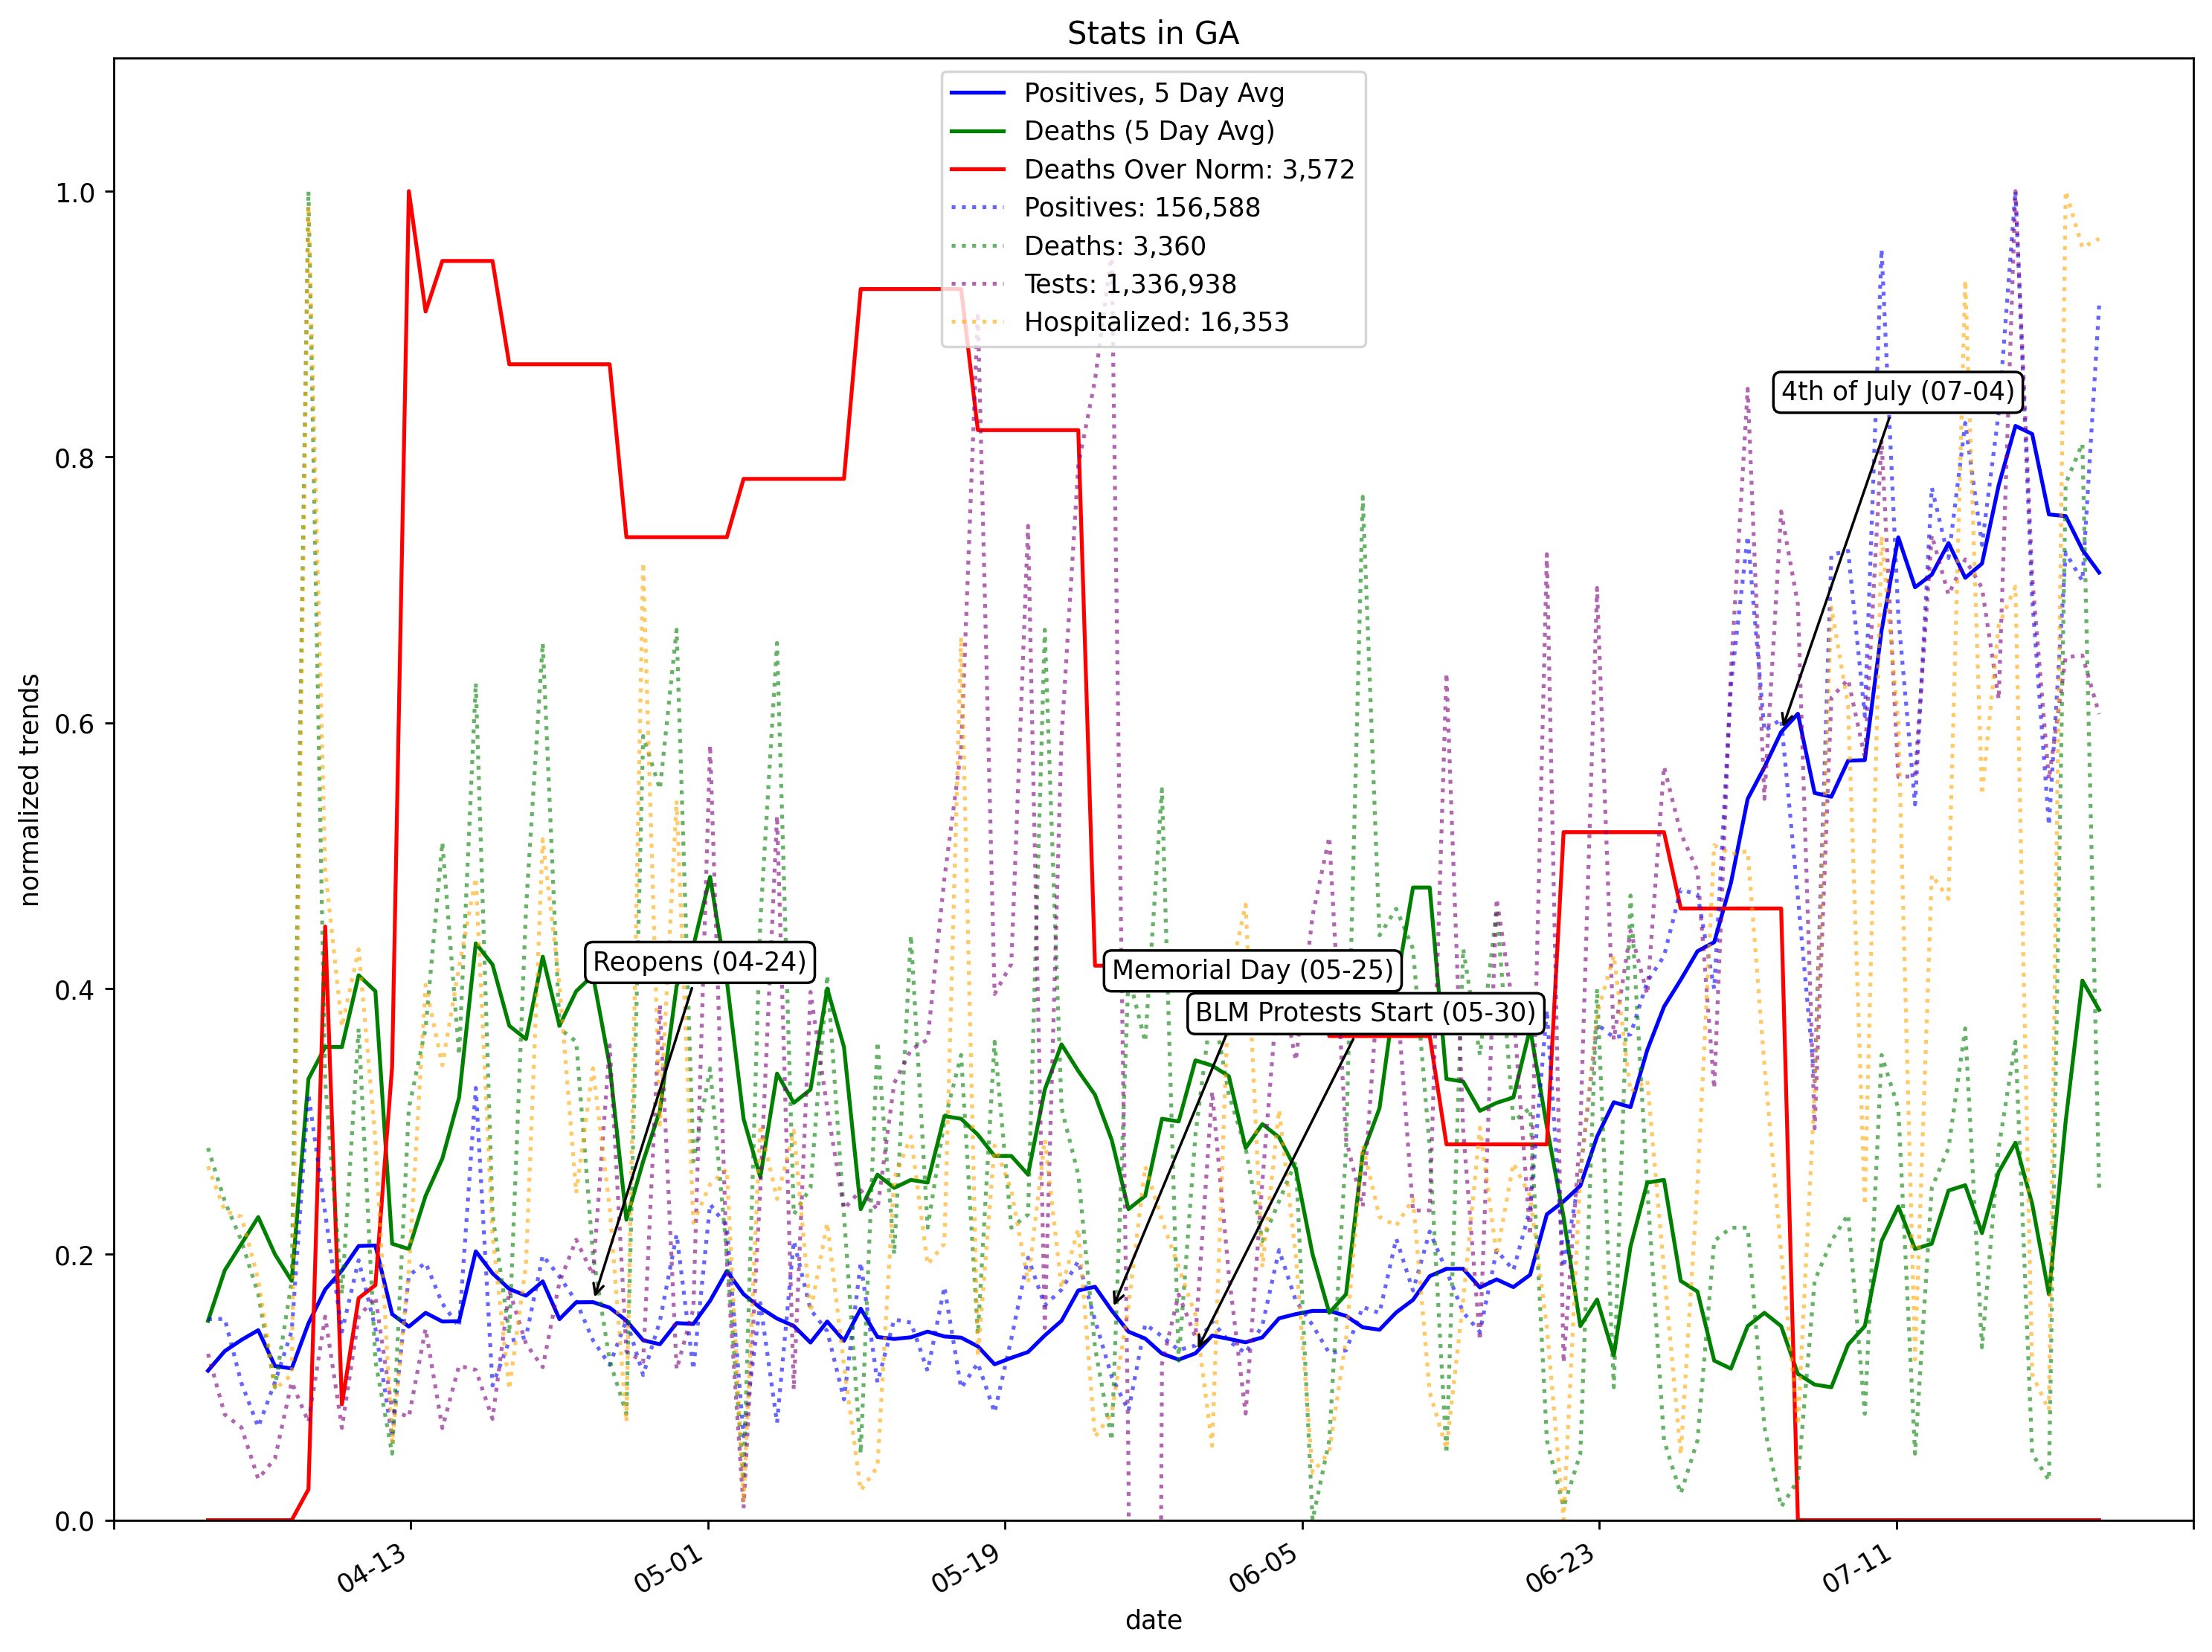 Stats in GA
Positives, 5 Day Avg
Deaths (5 Day Avg)
Deaths Over Norm: 3,572
Positives: 156,588
Deaths: 3,360
Tests: 1,336,938
Hospitalized: 16,353
1.0
0.8
0.6
0.4
0.2
0.0
normalized trends
4th of July (07-04)
Reopens (04-24)
Memorial Day (05-25)
BLM Protests Start (05-30)
04-13
05-01
05-19
06-05
06-23
07-11
date